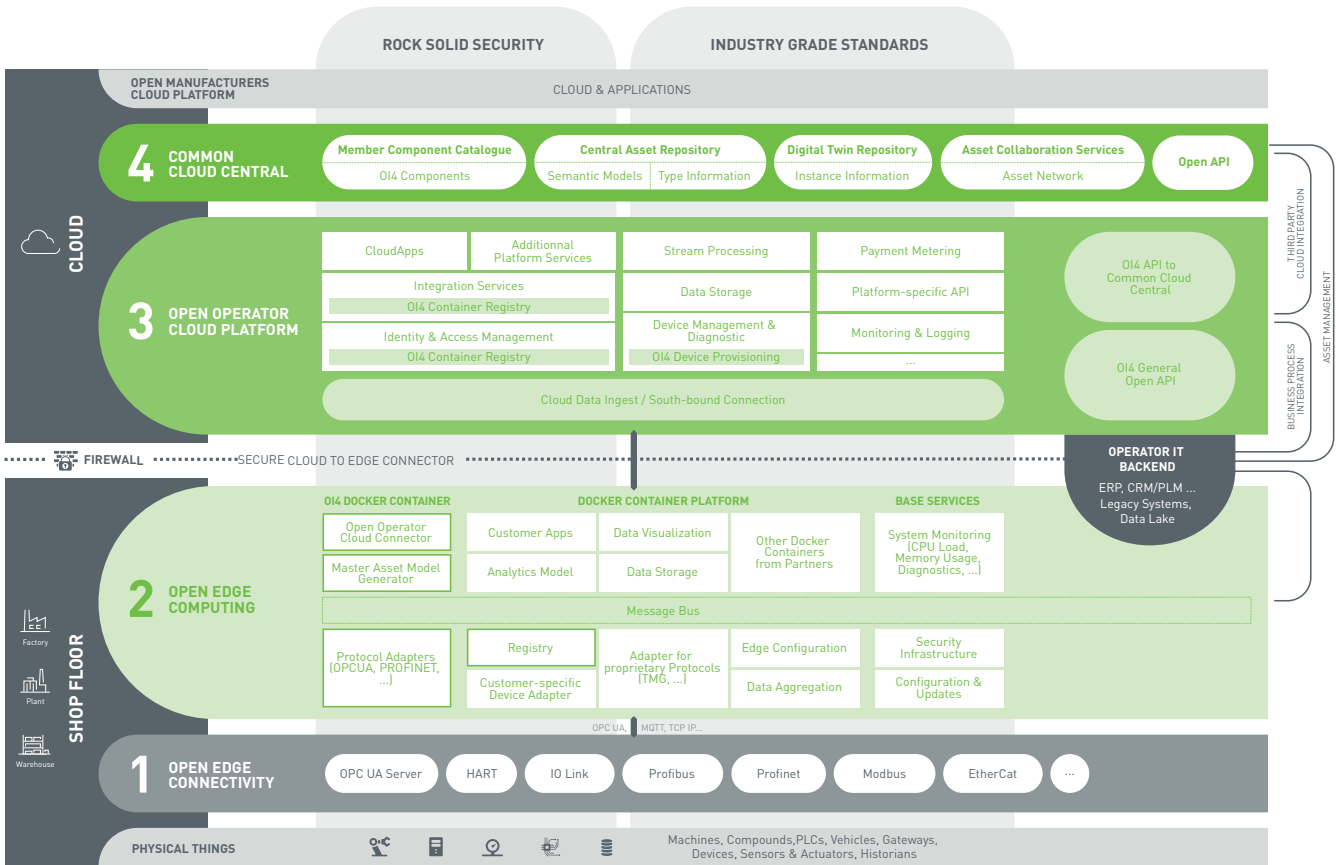 ROCK SOLID SECURITY
INDUSTRY GRADE STANDARDS
OPEN MANUFACTURERS
CLOUD PLATFORM
CLOUD & APPLICATIONS
CLOUD
4
COMMON
CLOUD CENTRAL
Member Component Catalogue
OI4 Components
Central Asset Repository
Semantic Models
Type Information
Digital Twin Repository
Instance Information
Asset Collaboration Services
Asset Network
Open API
3
OPEN OPERATOR
CLOUD PLATFORM
CloudApps
Additionnal
Platform Services
Integration Services
OI4 Container Registry
Identity & Access Management
OI4 Container Registry
Stream Processing
Data Storage
Device Management &
Diagnostic
OI4 Device Provisioning
Payment Metering
Platform-specific API
Monitoring & Logging
...
Cloud Data Ingest / South-bound Connection
OI4 API to
Common Cloud
Central
OI4 General
Open API
THIRD PARTY
CLOUD INTEGRATION
BUSINESS PROCESS
INTEGRATION
ASSET MANAGEMENT
FIREWALL
SECURE CLOUD TO EDGE CONNECTOR
OPERATOR IT
BACKEND
ERP, CRM/PLM ...
Legacy Systems,
Data Lake
SHOP FLOOR
Factory
Plant
Warehouse
2
OPEN EDGE
COMPUTING
OI4 DOCKER CONTAINER
DOCKER CONTAINER PLATFORM
BASE SERVICES
Open Operator
Cloud Connector
Master Asset Model
Generator
Customer Apps
Data Visualization
Analytics Model
Data Storage
Other Docker
Containers
from Partners
System Monitoring
(CPU Load,
Memory Usage,
Diagnostics, ...)
Message Bus
Protocol Adapters
(OPCUA, PROFINET,
...)
Registry
Customer-specific
Device Adapter
Adapter for
proprietary Protocols
(TMG, ...)
Edge Configuration
Data Aggregation
Security
Infrastructure
Configuration &
Updates
OPC UA, MQTT, TCP IP...
1
OPEN EDGE
CONNECTIVITY
OPC UA Server
HART
IO Link
Profibus
Profinet
Modbus
EtherCat
...
PHYSICAL THINGS
Machines, Compounds,PLCs, Vehicles, Gateways,
Devices, Sensors & Actuators, Historians